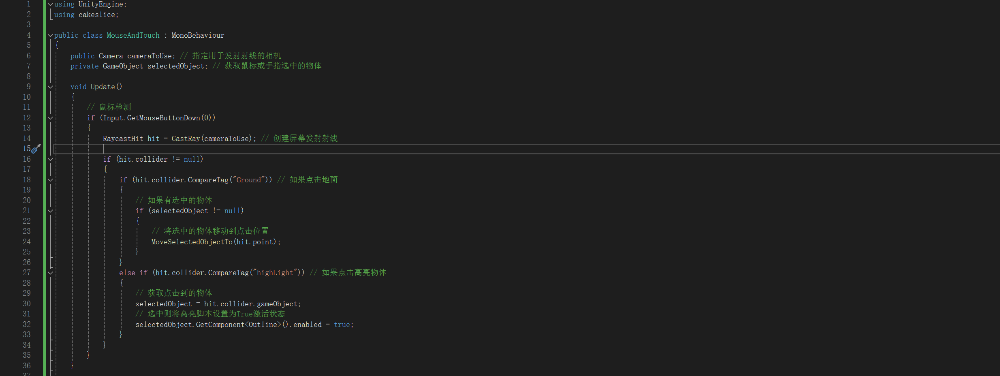 1 using UnityEngine;
2 using cakeslice;
3
4 public class MouseAndTouch : MonoBehaviour
5 {
6 public Camera cameraToUse; // 指定用于发射射线的相机
7 private GameObject selectedObject; // 获取鼠标或手指选中的物体
8
9 void Update()
10 {
11 // 鼠标检测
12 if (Input.GetMouseButtonDown(0))
13 {
14 RaycastHit hit = CastRay(cameraToUse); // 创建屏幕发射射线
15
16 if (hit.collider != null)
17 {
18 if (hit.collider.CompareTag("Ground")) // 如果点击地面
19 {
20 // 如果有选中的物体
21 if (selectedObject != null)
22 {
23 // 将选中的物体移动到点击位置
24 MoveSelectedObjectTo(hit.point);
25 }
26 }
27 else if (hit.collider.CompareTag("highLight")) // 如果点击高亮物体
28 {
29 // 获取点击到的物体
30 selectedObject = hit.collider.gameObject;
31 // 选中则将高亮脚本设置为True激活状态
32 selectedObject.GetComponent<Outline>().enabled = true;
33 }
34 }
35 }
36 }
37